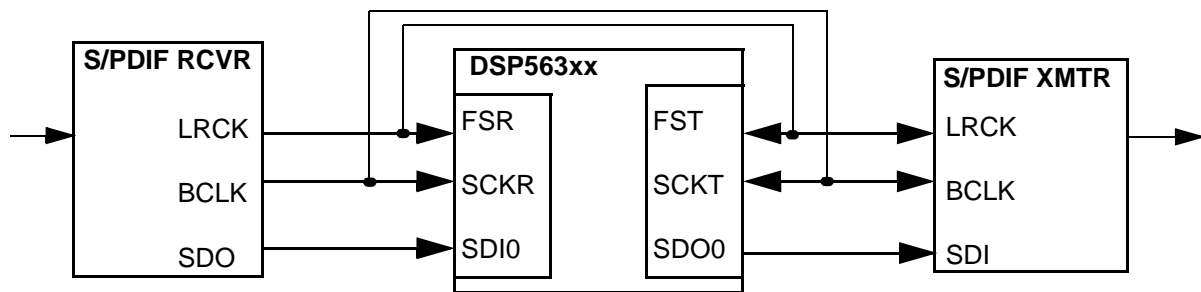 S/PDIF RCVR
LRCK
BCLK
SDO
DSP563xx
FSR
SCKR
SDI0
FST
SCKT
SDO0
S/PDIF XMTR
LRCK
BCLK
SDI